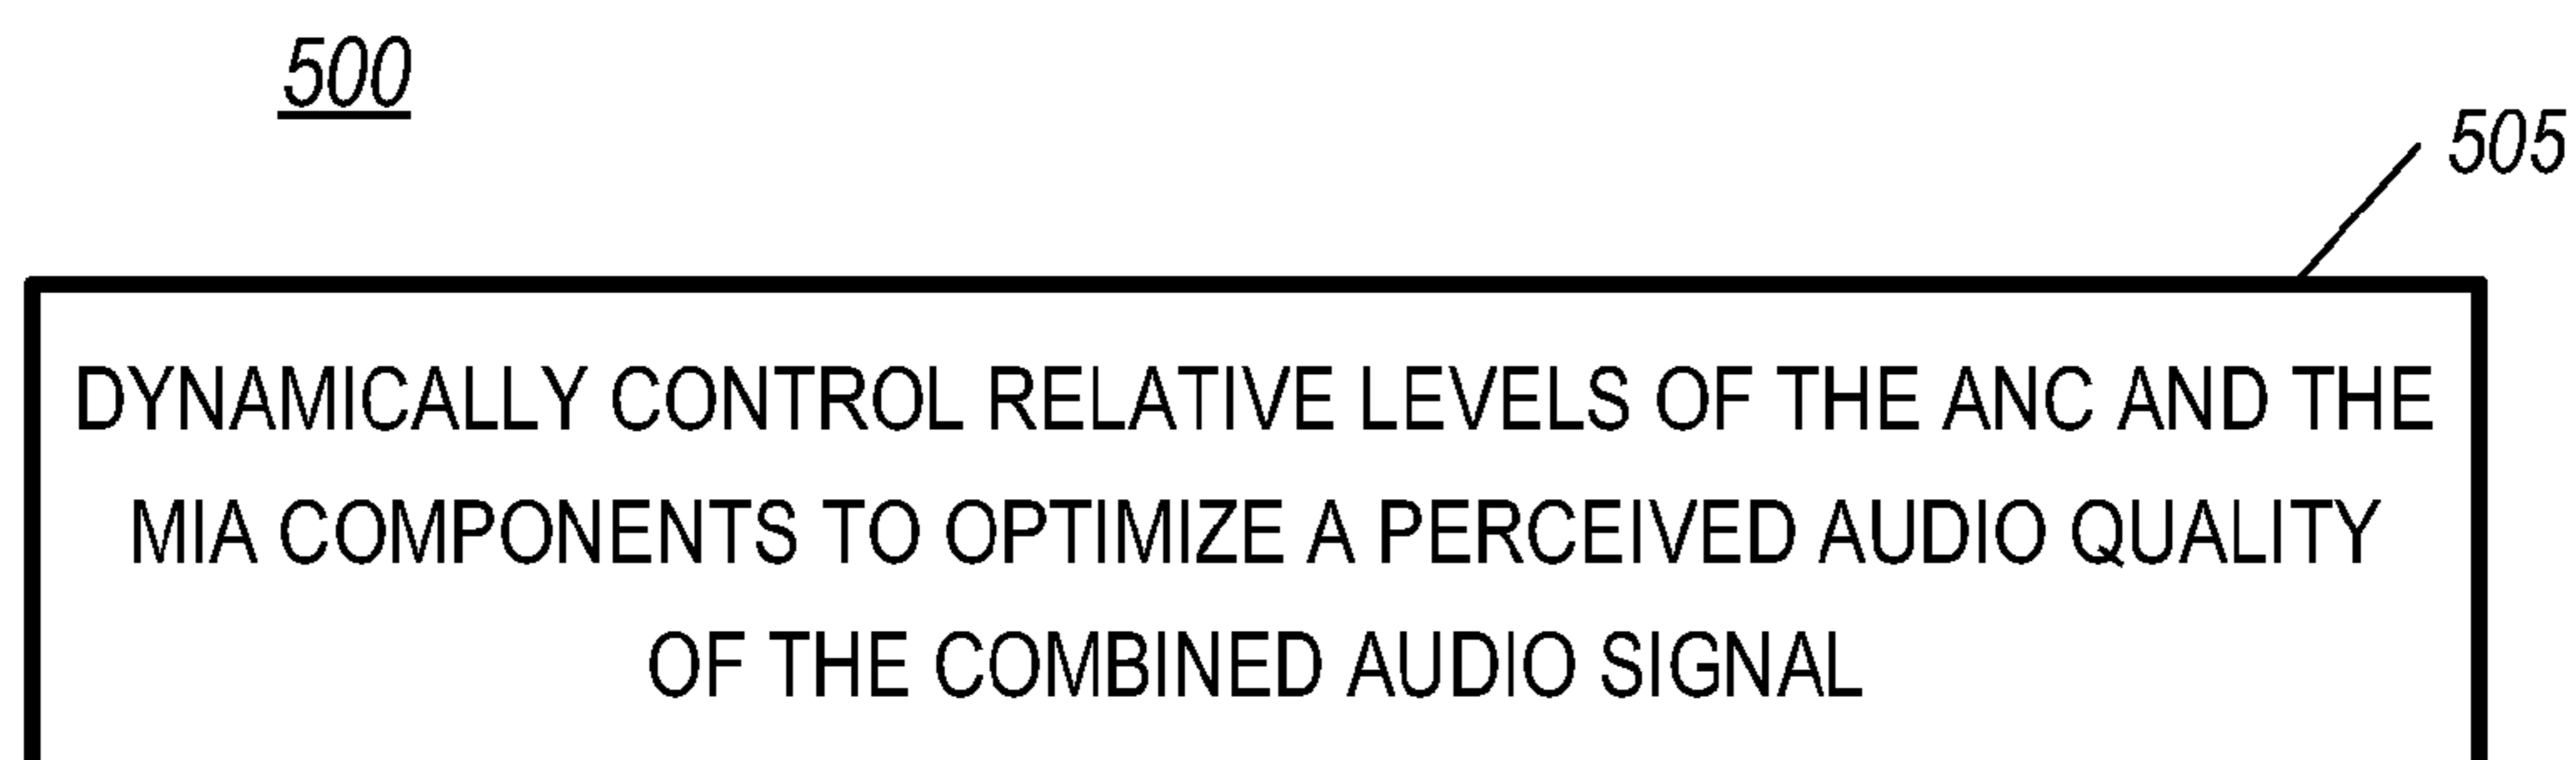 500
505
DYNAMICALLY CONTROL RELATIVE LEVELS OF THE ANC AND THE
MIA COMPONENTS TO OPTIMIZE A PERCEIVED AUDIO QUALITY
OF THE COMBINED AUDIO SIGNAL